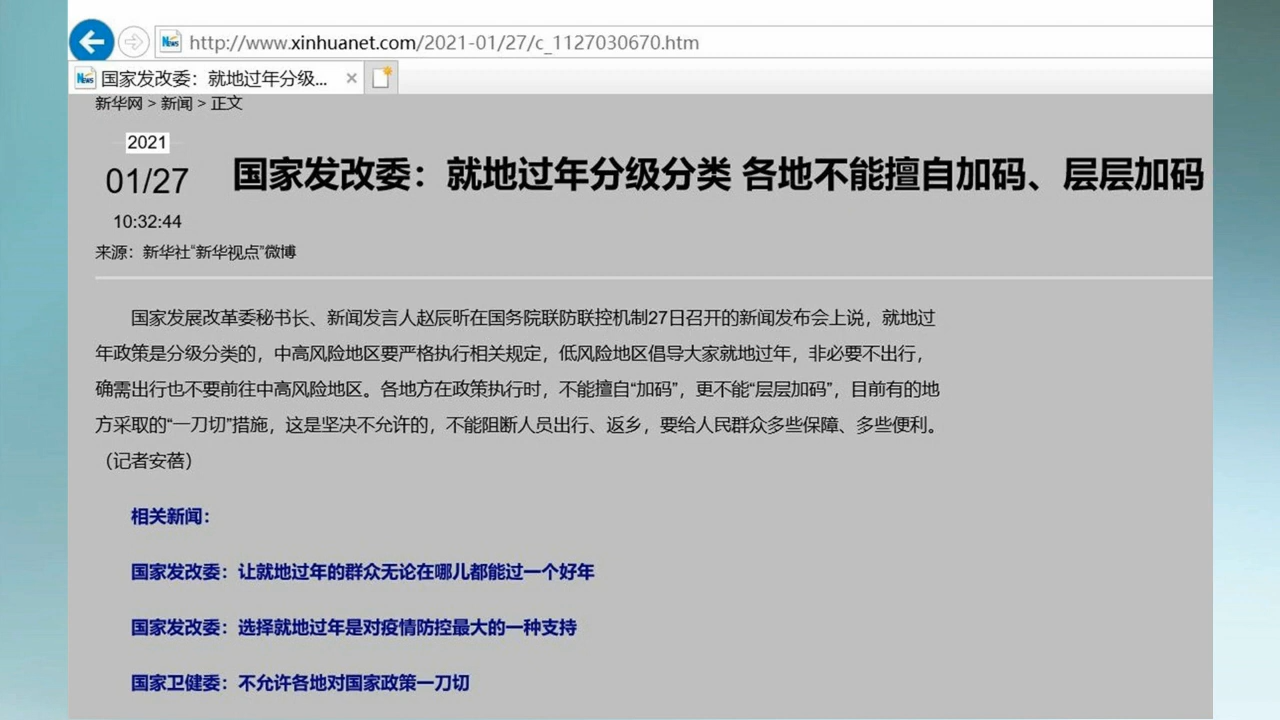 http://www.xinhuanet.com/2021-01/27/c_1127030670.htm
国家发改委：就地过年分级...
新华网 > 新闻 > 正文
2021
01/27
10:32:44
国家发改委：就地过年分级分类 各地不能擅自加码、层层加码
来源：新华社“新华视点”微博
国家发展改革委秘书长、新闻发言人赵辰昕在国务院联防联控机制27日召开的新闻发布会上说，就地过
年政策是分级分类的，中高风险地区要严格执行相关规定，低风险地区倡导大家就地过年，非必要不出行，
确需出行也不要前往中高风险地区。各地方在政策执行时，不能擅自“加码”，更不能“层层加码”，目前有的地
方采取的“一刀切”措施，这是坚决不允许的，不能阻断人员出行、返乡，要给人民群众多些保障、多些便利。
（记者安蓓）
相关新闻：
国家发改委：让就地过年的群众无论在哪儿都能过一个好年
国家发改委：选择就地过年是对疫情防控最大的一种支持
国家卫健委：不允许各地对国家政策一刀切